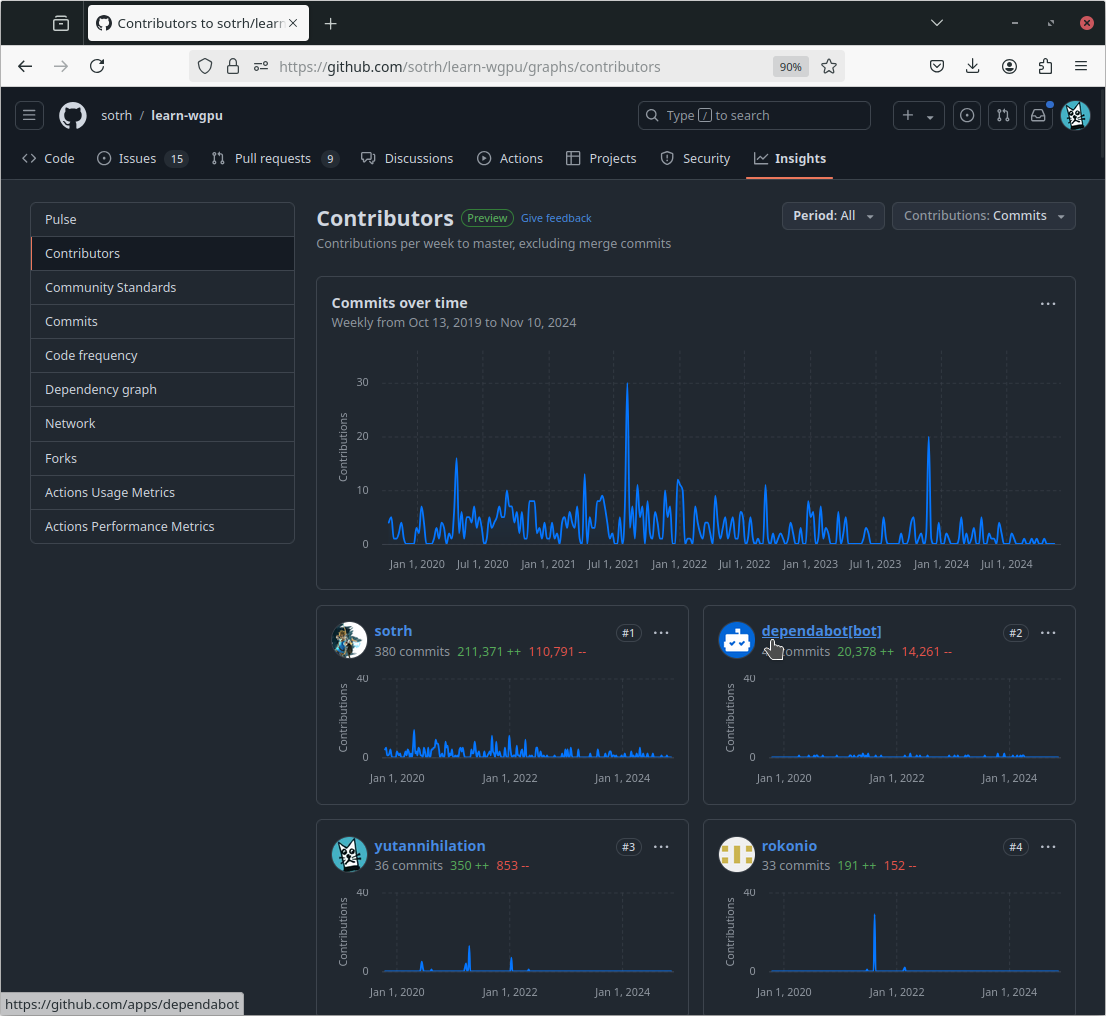 Contributors to sotrh/learn
https://github.com/sotrh/learn-wgpu/graphs/contributors 90%
sotrh / learn-wgpu Type / to search
Code Issues 15 Pull requests 9 Discussions Actions Projects Security Insights
Pulse
Contributors
Community Standards
Commits
Code frequency
Dependency graph
Network
Forks
Actions Usage Metrics
Actions Performance Metrics
Contributors Preview Give feedback
Period: All Contributions: Commits
Contributions per week to master, excluding merge commits
Commits over time
Weekly from Oct 13, 2019 to Nov 10, 2024
Contributions
30
20
10
0
Jan 1, 2020 Jul 1, 2020 Jan 1, 2021 Jul 1, 2021 Jan 1, 2022 Jul 1, 2022 Jan 1, 2023 Jul 1, 2023 Jan 1, 2024 Jul 1, 2024
sotrh #1
380 commits 211,371 ++ 110,791 --
Contributions
40
0
Jan 1, 2020 Jan 1, 2022 Jan 1, 2024
dependabot[bot] #2
commits 20,378 ++ 14,261 --
Contributions
40
0
Jan 1, 2020 Jan 1, 2022 Jan 1, 2024
yutannihilation #3
36 commits 350 ++ 853 --
Contributions
40
0
Jan 1, 2020 Jan 1, 2022 Jan 1, 2024
rokonio #4
33 commits 191 ++ 152 --
Contributions
40
0
Jan 1, 2020 Jan 1, 2022 Jan 1, 2024
https://github.com/apps/dependabot